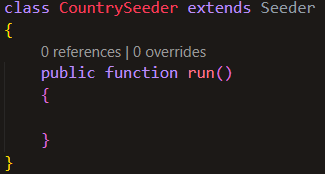 class CountrySeeder extends Seeder
{
0 references | 0 overrides
public function run()
{
}
}